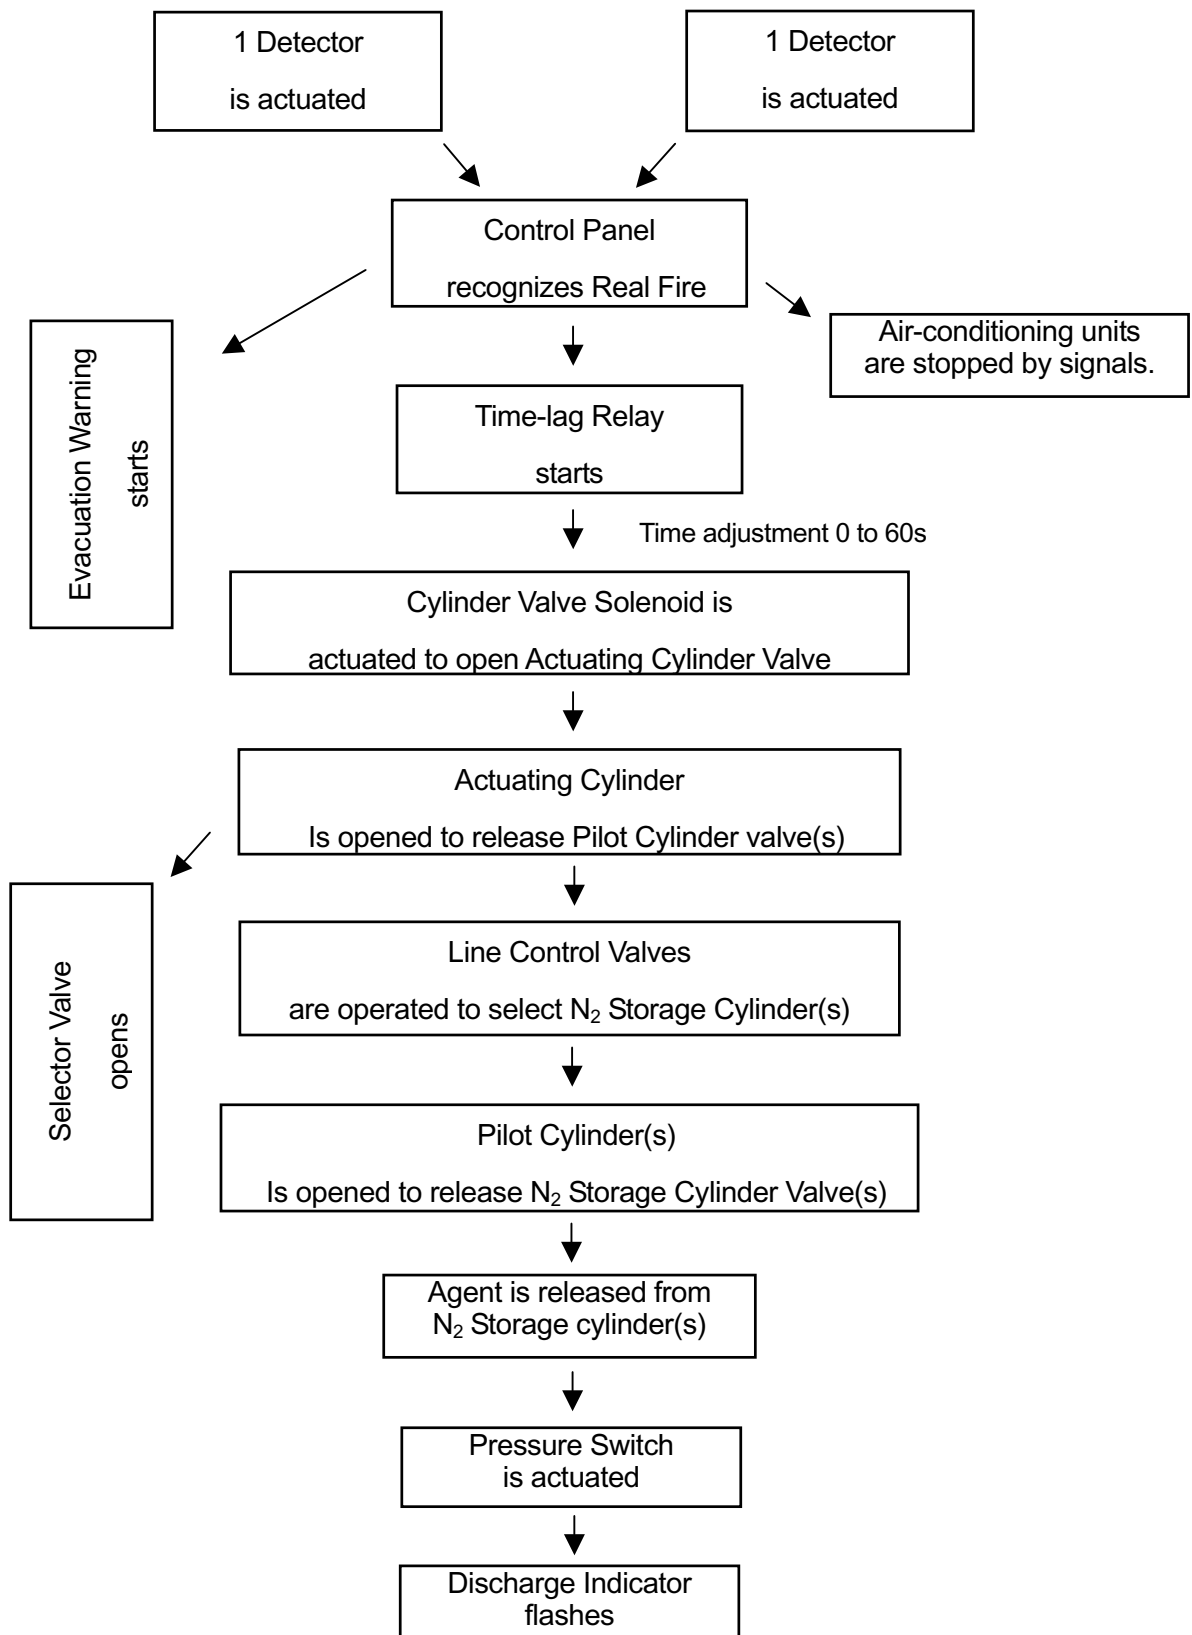 1 Detector
is actuated
1 Detector
is actuated
Control Panel
recognizes Real Fire
Evacuation Warning
starts
Air-conditioning units
are stopped by signals.
Time-lag Relay
starts
Time adjustment 0 to 60s
Cylinder Valve Solenoid is
actuated to open Actuating Cylinder Valve
Actuating Cylinder
Is opened to release Pilot Cylinder valve(s)
Selector Valve
opens
Line Control Valves
are operated to select N₂ Storage Cylinder(s)
Pilot Cylinder(s)
Is opened to release N₂ Storage Cylinder Valve(s)
Agent is released from
N₂ Storage cylinder(s)
Pressure Switch
is actuated
Discharge Indicator
flashes